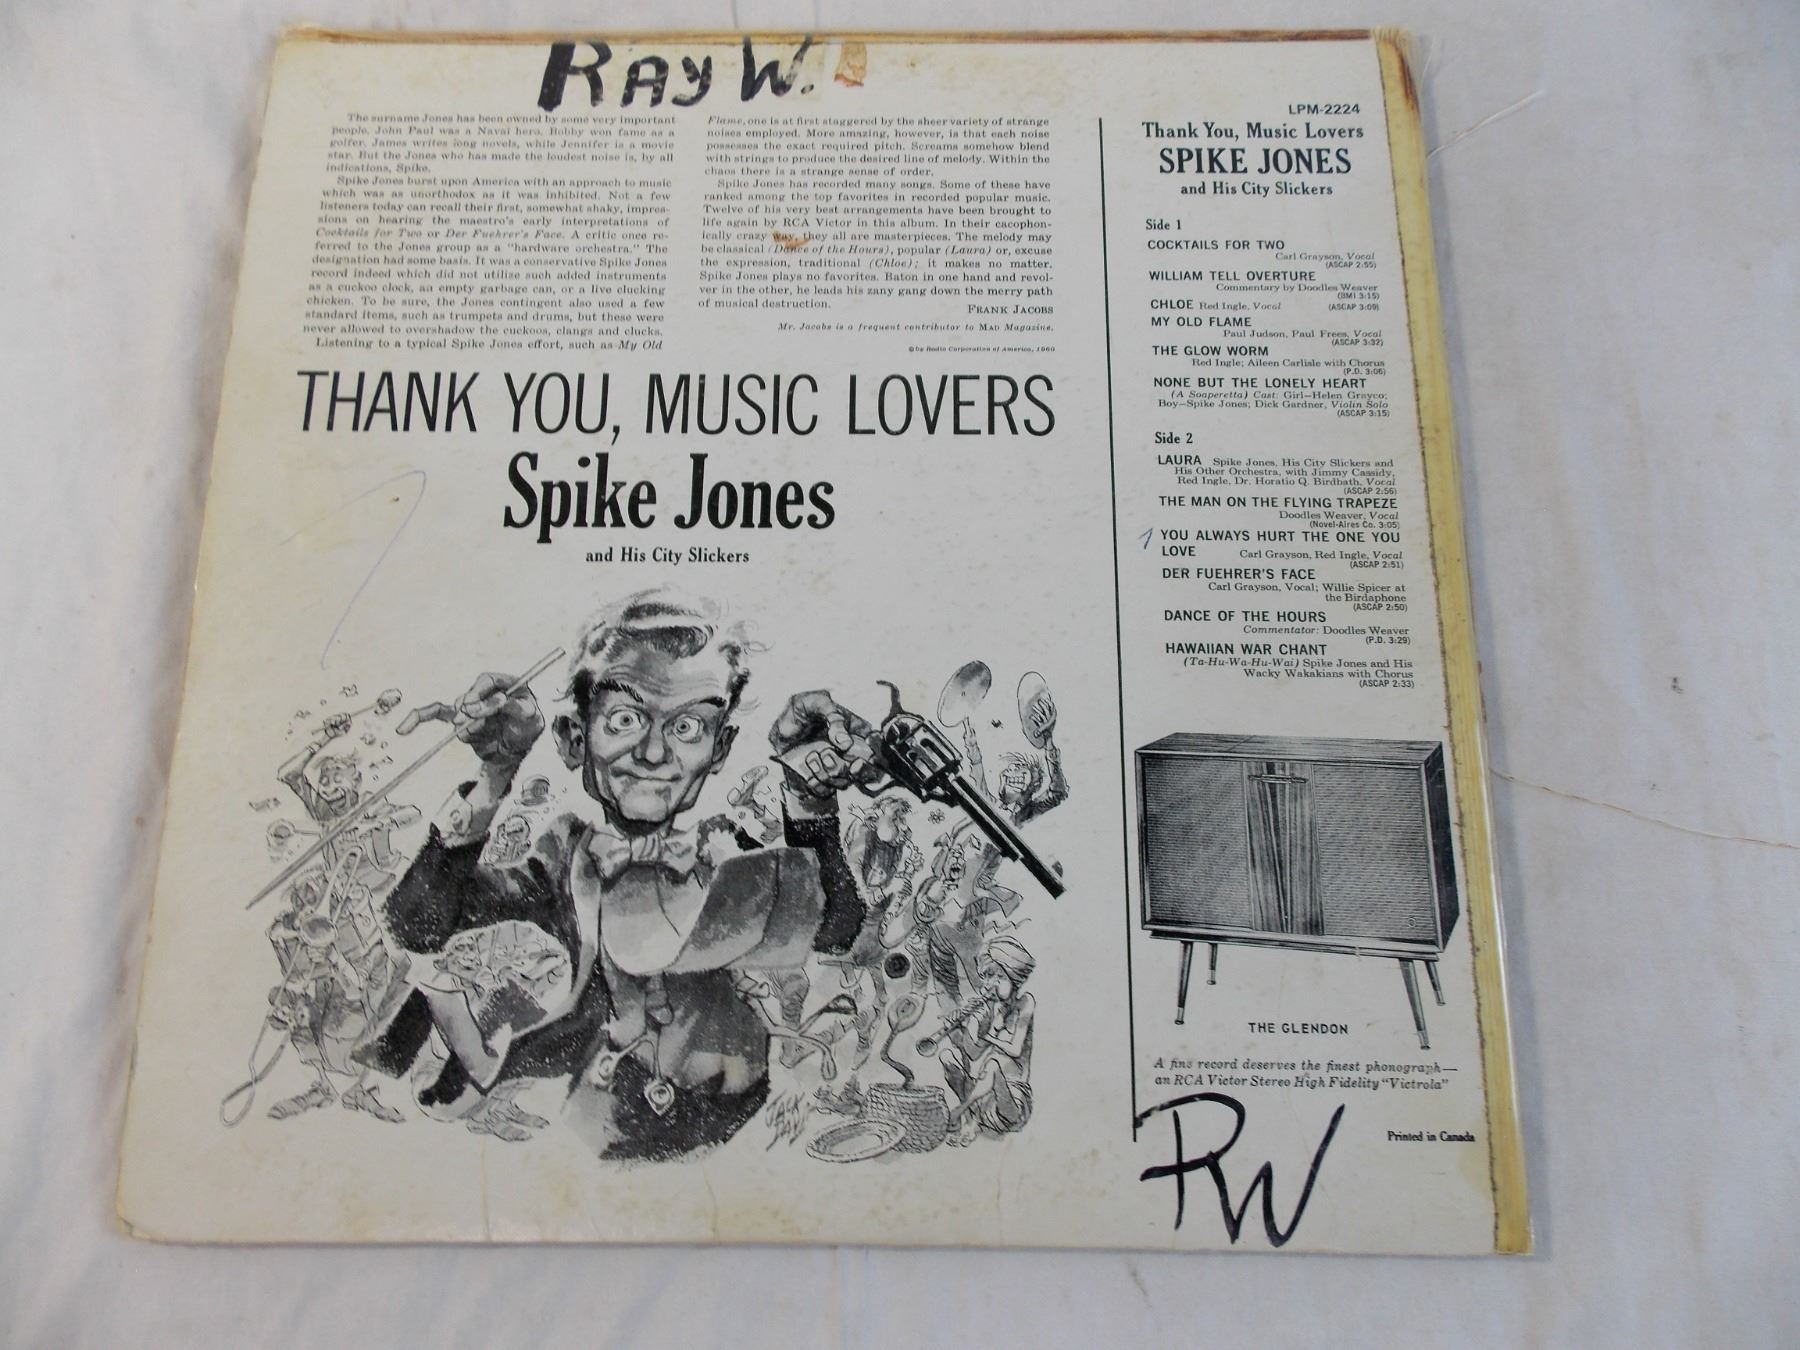 RAY W.
The surname Jones has been owned by some very important
people. John Paul was a Naval hero. Bobby won fame as a
golfer. James writes long novels, while Jennifer is a movie
star. But the Jones who has made the loudest noise is, by all
indications, Spike.
Spike Jones burst upon America with an approach to music
which was as unorthodox as it was inhibited. Not a few
listeners today can recall their first, somewhat shaky, impres-
sions on hearing the maestro's early interpretations of
Cocktails for Two or Der Fuehrer's Face. A critic once re-
ferred to the Jones group as a "hardware orchestra." The
designation had some basis. It was a conservative Spike Jones
record indeed which did not utilize such added instruments
as a cuckoo clock, an empty garbage can, or a live clucking
chicken. To be sure, the Jones contingent also used a few
standard items, such as trumpets and drums, but these were
never allowed to overshadow the cuckoos, clangs and clucks.
Listening to a typical Spike Jones effort, such as My Old
Flame, one is at first staggered by the sheer variety of strange
noises employed. More amazing, however, is that each noise
possesses the exact required pitch. Screams somehow blend
with strings to produce the desired line of melody. Within the
chaos there is a strange sense of order.
Spike Jones has recorded many songs. Some of these have
ranked among the top favorites in recorded popular music.
Twelve of his very best arrangements have been brought to
life again by RCA Victor in this album. In their cacophon-
ically crazy way, they all are masterpieces. The melody may
be classical (Dance of the Hours), popular (Laura) or, excuse
the expression, traditional (Chloe); it makes no matter.
Spike Jones plays no favorites. Baton in one hand and revol-
ver in the other, he leads his zany gang down the merry path
of musical destruction.
FRANK JACOBS
Mr. Jacobs is a frequent contributor to MAD Magazine.
© by Radio Corporation of America, 1960
THANK YOU, MUSIC LOVERS
Spike Jones
and His City Slickers
JACK DAVIS
LPM-2224
Thank You, Music Lovers
SPIKE JONES
and His City Slickers
Side 1
COCKTAILS FOR TWO
Carl Grayson, Vocal
(ASCAP 2:55)
WILLIAM TELL OVERTURE
Commentary by Doodles Weaver
(BMI 3:15)
CHLOE Red Ingle, Vocal (ASCAP 3:09)
MY OLD FLAME
Paul Judson, Paul Frees, Vocal
(ASCAP 3:32)
THE GLOW WORM
Red Ingle; Aileen Carlisle with Chorus
(P.D. 3:06)
NONE BUT THE LONELY HEART
(A Soaperetta) Cast: Girl—Helen Grayco;
Boy—Spike Jones; Dick Gardner, Violin Solo
(ASCAP 3:15)
Side 2
LAURA Spike Jones, His City Slickers and
His Other Orchestra, with Jimmy Cassidy,
Red Ingle, Dr. Horatio Q. Birdbath, Vocal
(ASCAP 2:56)
THE MAN ON THE FLYING TRAPEZE
Doodles Weaver, Vocal
(Novel-Aires Co. 3:05)
YOU ALWAYS HURT THE ONE YOU
LOVE Carl Grayson, Red Ingle, Vocal
(ASCAP 2:51)
DER FUEHRER'S FACE
Carl Grayson, Vocal; Willie Spicer at
the Birdaphone
(ASCAP 2:50)
DANCE OF THE HOURS
Commentator: Doodles Weaver
(P.D. 3:29)
HAWAIIAN WAR CHANT
(Ta-Hu-Wa-Hu-Wai) Spike Jones and His
Wacky Wakakians with Chorus
(ASCAP 2:33)
THE GLENDON
A fine record deserves the finest phonograph—
an RCA Victor Stereo High Fidelity "Victrola"
Printed in Canada
RW